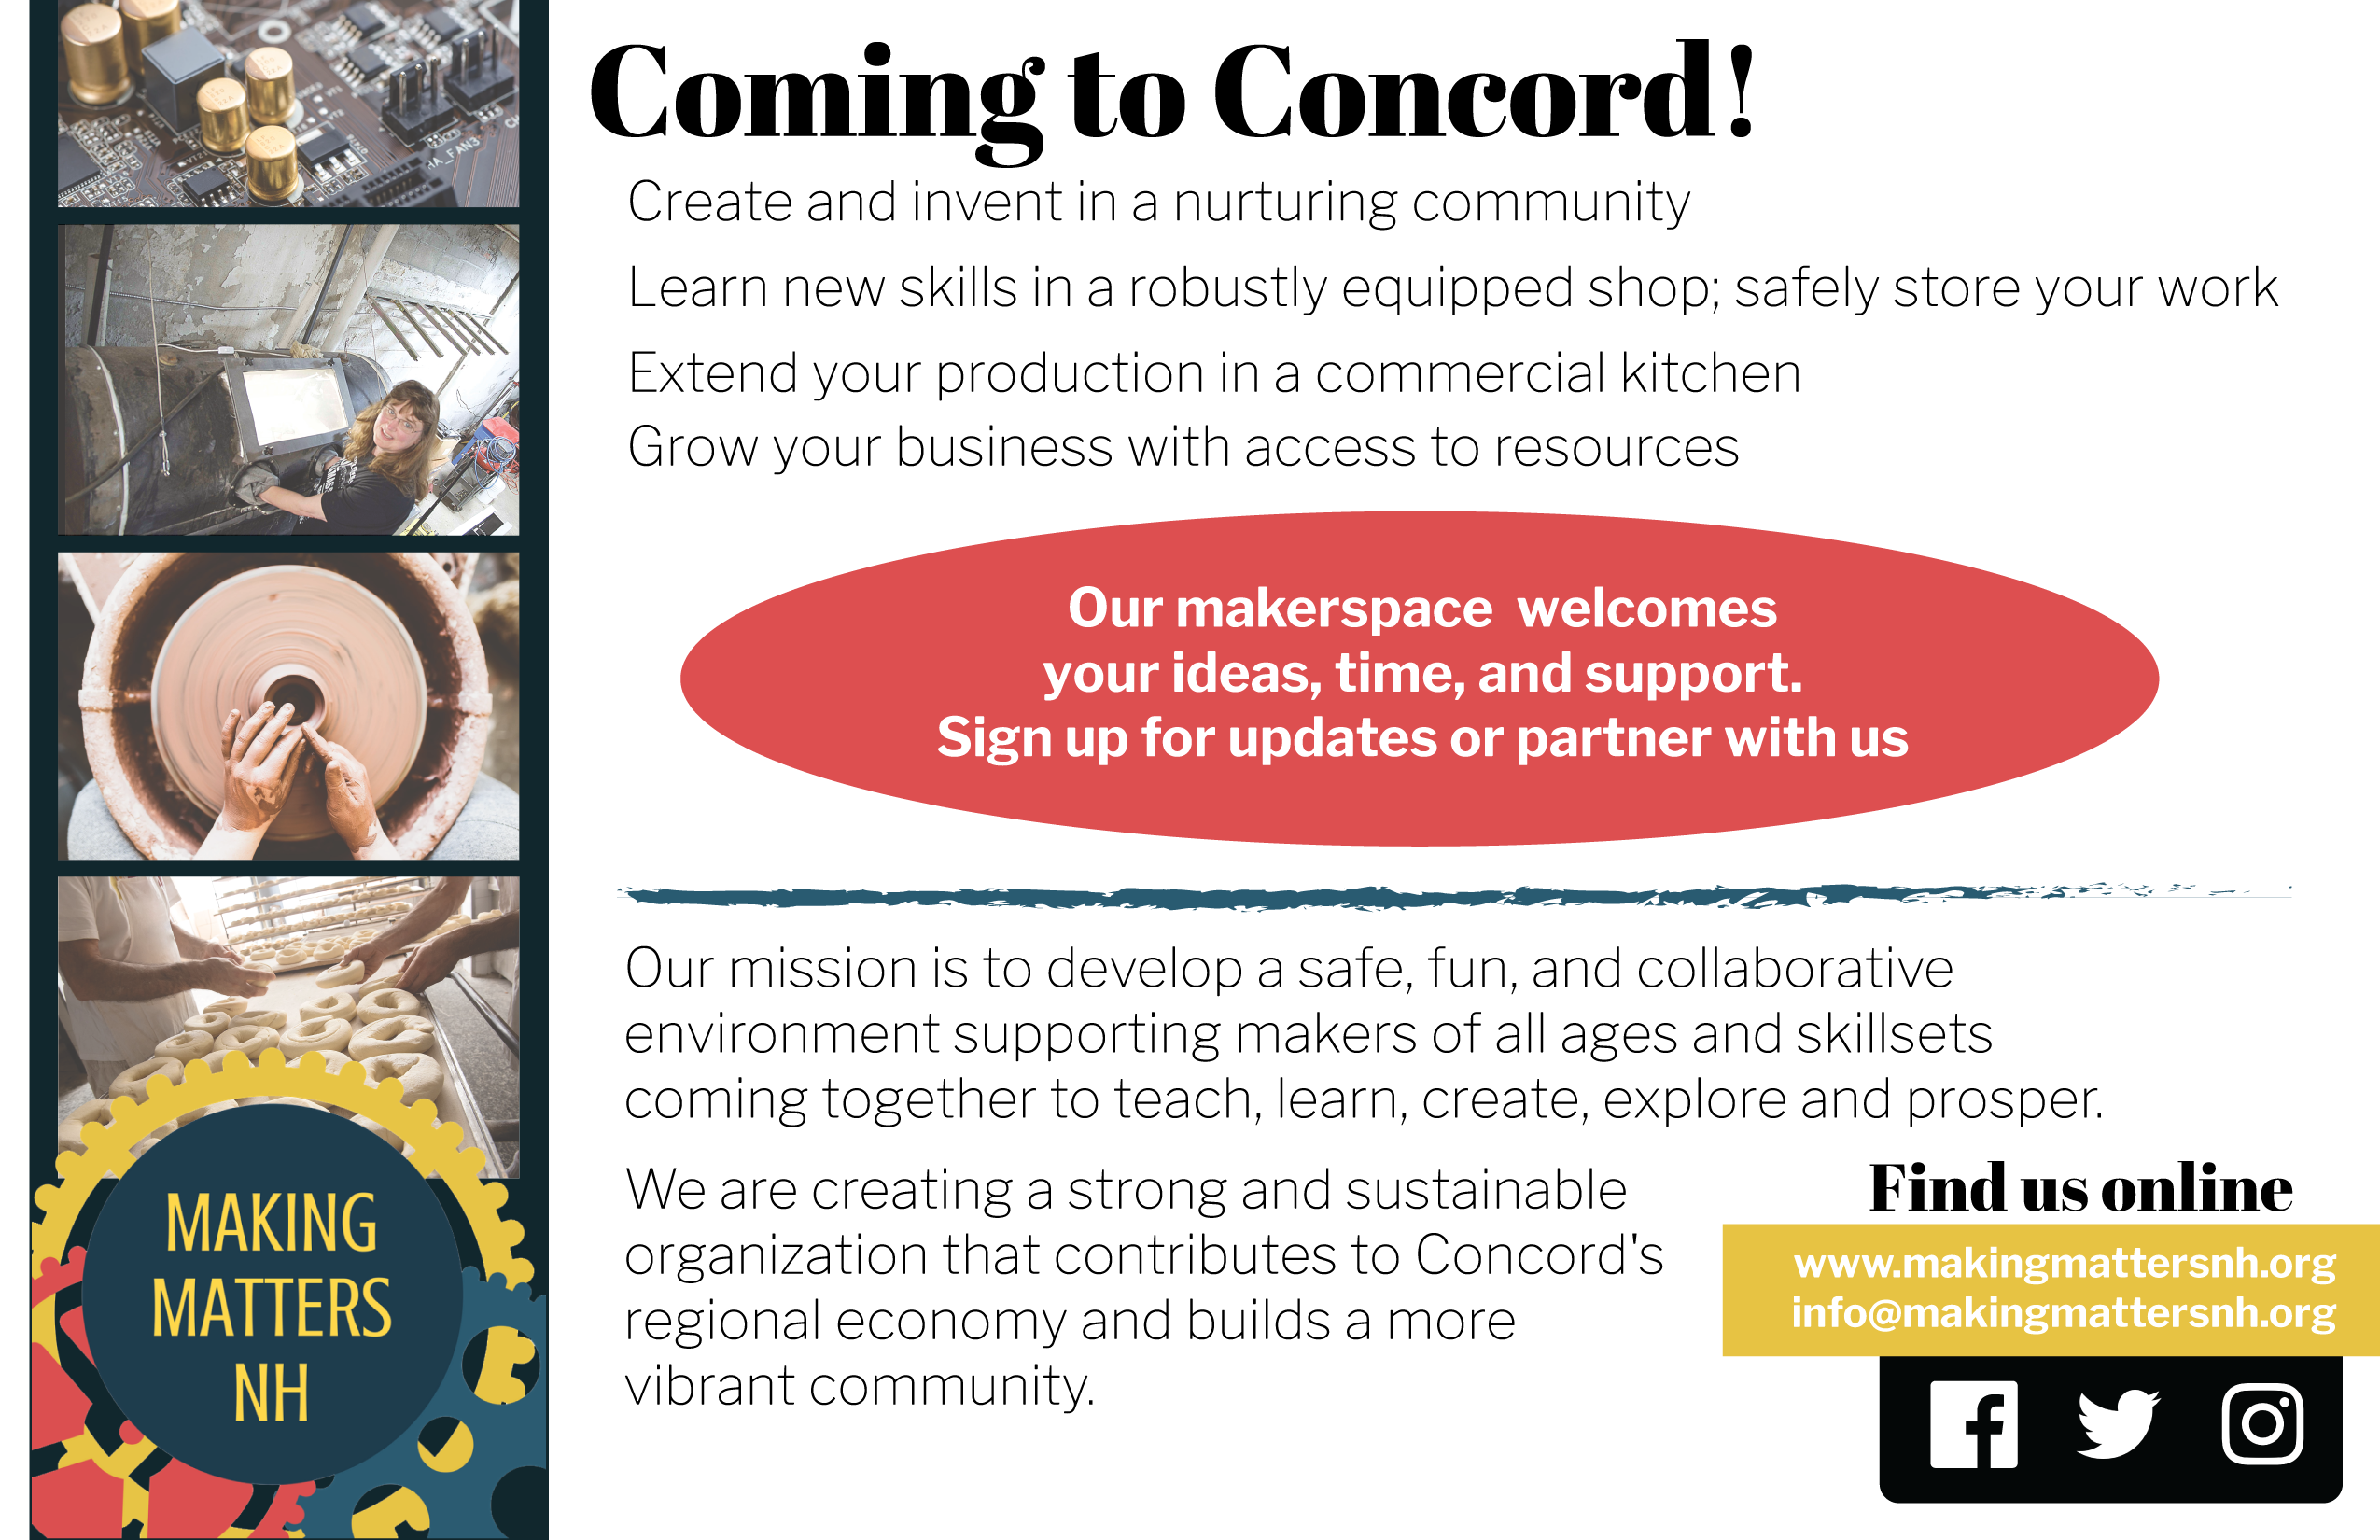 Coming to Concord!
Create and invent in a nurturing community
Learn new skills in a robustly equipped shop; safely store your work
Extend your production in a commercial kitchen
Grow your business with access to resources
Our makerspace welcomes
your ideas, time, and support.
Sign up for updates or partner with us
Our mission is to develop a safe, fun, and collaborative
environment supporting makers of all ages and skillsets
coming together to teach, learn, create, explore and prosper.
We are creating a strong and sustainable
organization that contributes to Concord's
regional economy and builds a more
vibrant community.
Find us online
www.makingmattersnh.org
info@makingmattersnh.org
MAKING
MATTERS
NH